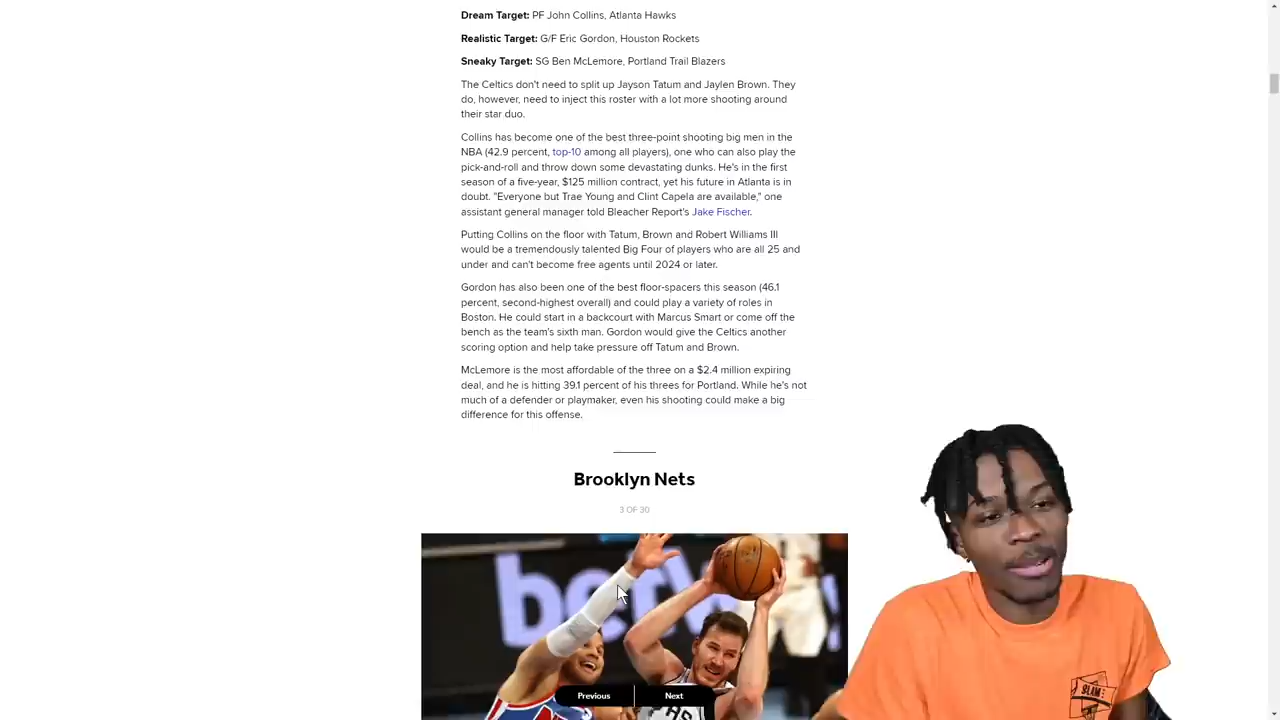 Dream Target: PF John Collins, Atlanta Hawks
Realistic Target: G/F Eric Gordon, Houston Rockets
Sneaky Target: SG Ben McLemore, Portland Trail Blazers
The Celtics don't need to split up Jayson Tatum and Jaylen Brown. They
do, however, need to inject this roster with a lot more shooting around
their star duo.
Collins has become one of the best three-point shooting big men in the
NBA (42.9 percent, top-10 among all players), one who can also play the
pick-and-roll and throw down some devastating dunks. He's in the first
season of a five-year, $125 million contract, yet his future in Atlanta is in
doubt. "Everyone but Trae Young and Clint Capela are available," one
assistant general manager told Bleacher Report's Jake Fischer.
Putting Collins on the floor with Tatum, Brown and Robert Williams III
would be a tremendously talented Big Four of players who are all 25 and
under and can't become free agents until 2024 or later.
Gordon has also been one of the best floor-spacers this season (46.1
percent, second-highest overall) and could play a variety of roles in
Boston. He could start in a backcourt with Marcus Smart or come off the
bench as the team's sixth man. Gordon would give the Celtics another
scoring option and help take pressure off Tatum and Brown.
McLemore is the most affordable of the three on a $2.4 million expiring
deal, and he is hitting 39.1 percent of his threes for Portland. While he's not
much of a defender or playmaker, even his shooting could make a big
difference for this offense.
Brooklyn Nets
3 OF 30
Previous
Next
SLAM